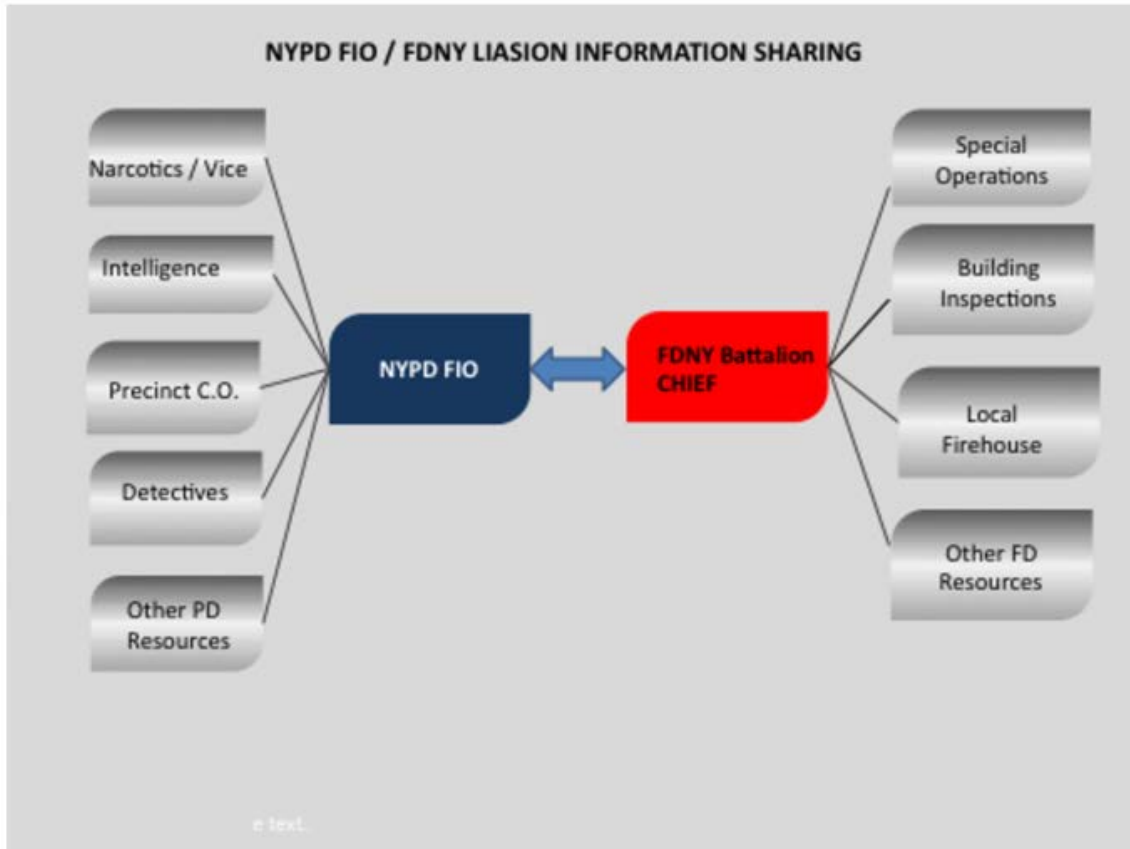 NYPD FIO / FDNY LIASION INFORMATION SHARING
Narcotics / Vice
Intelligence
Precinct C.O.
Detectives
Other PD
Resources
NYPD FIO
FDNY Battalion
CHIEF
Special
Operations
Building
Inspections
Local
Firehouse
Other FD
Resources
e text.